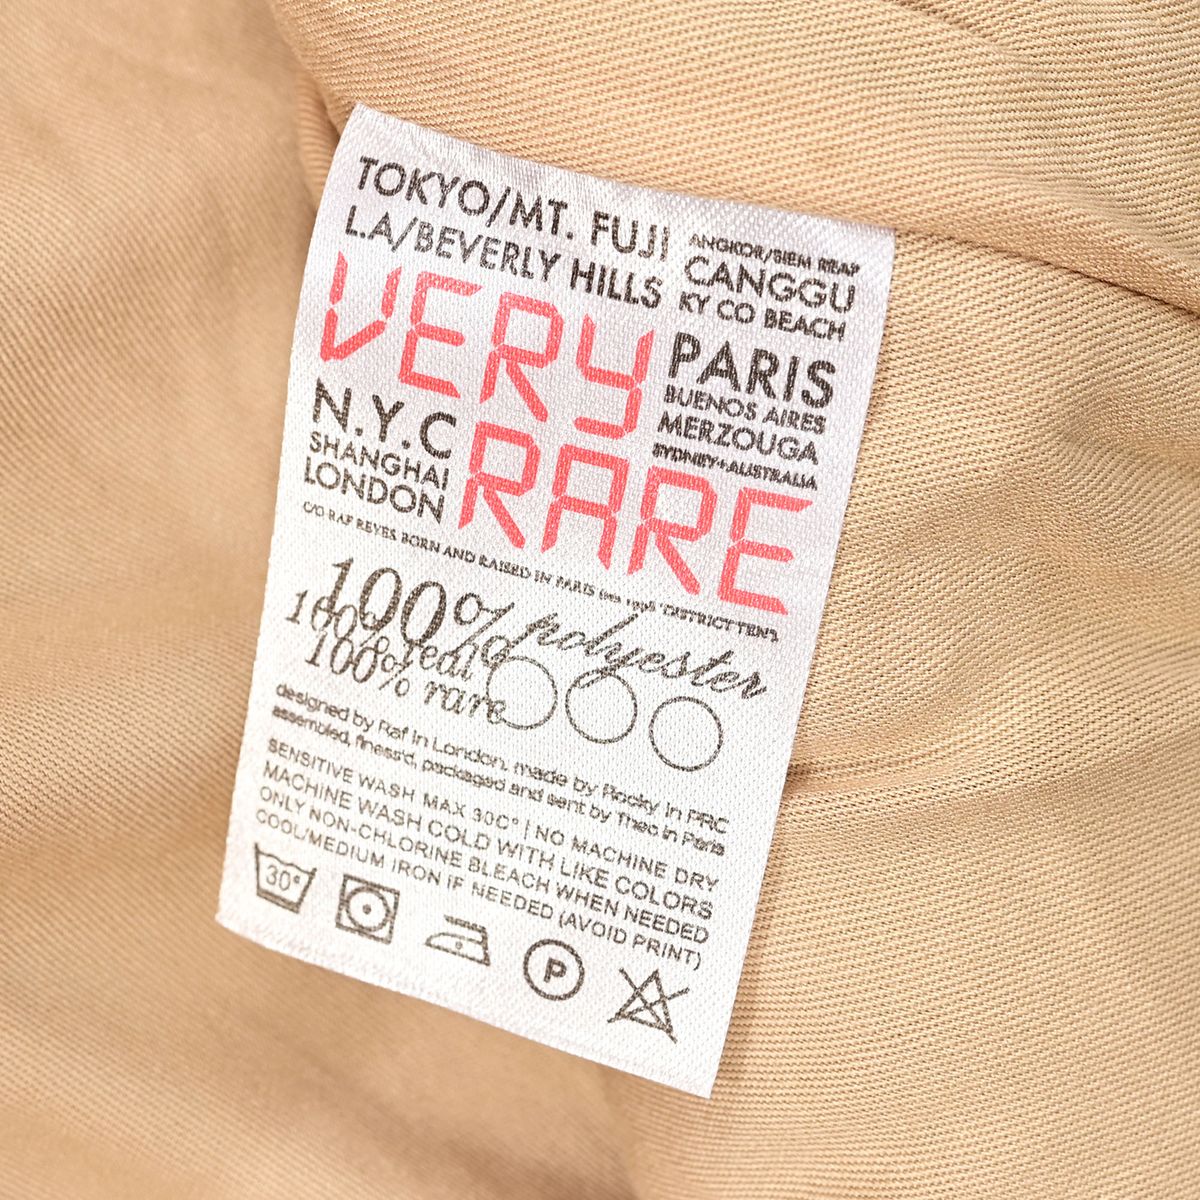 TOKYO/MT. FUJI
L.A/BEVERLY HILLS
ANGKOR/SIEM REAP
CANGGU
KY CO BEACH
VERY
RARE
PARIS
BUENOS AIRES
MERZOUGA
SYDNEY+AUSTRALIA
N.Y.C
SHANGHAI
LONDON
C/O RAF REYES BORN AND RAISED IN PARIS DISTRICT TEN
100% polyester
100% real
100% rare
designed by Raf in London, made by Rocky in PRC
assembled, finess'd, packaged and sent by Theo in Paris
SENSITIVE WASH MAX 30C° | NO MACHINE DRY
MACHINE WASH COLD WITH LIKE COLORS
ONLY NON-CHLORINE BLEACH WHEN NEEDED
COOL/MEDIUM IRON IF NEEDED (AVOID PRINT)
30°
P